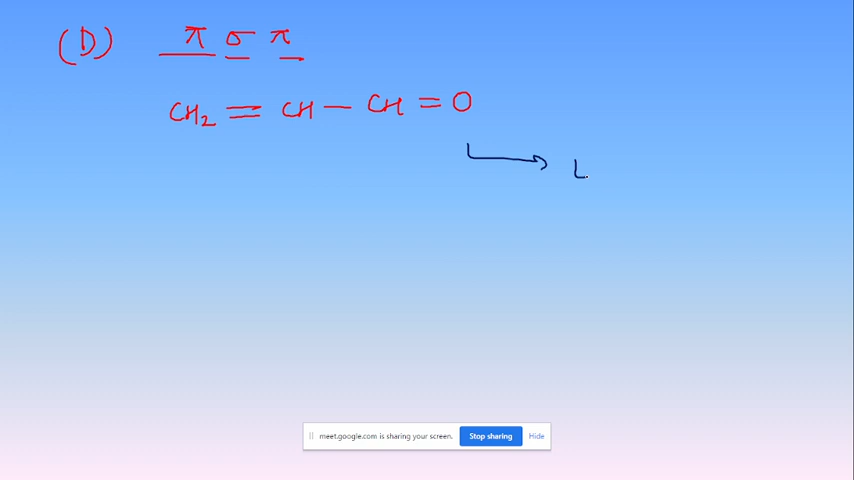 (D) π σ π
CH₂ = CH — CH = O
L
meet.google.com is sharing your screen. Stop sharing Hide